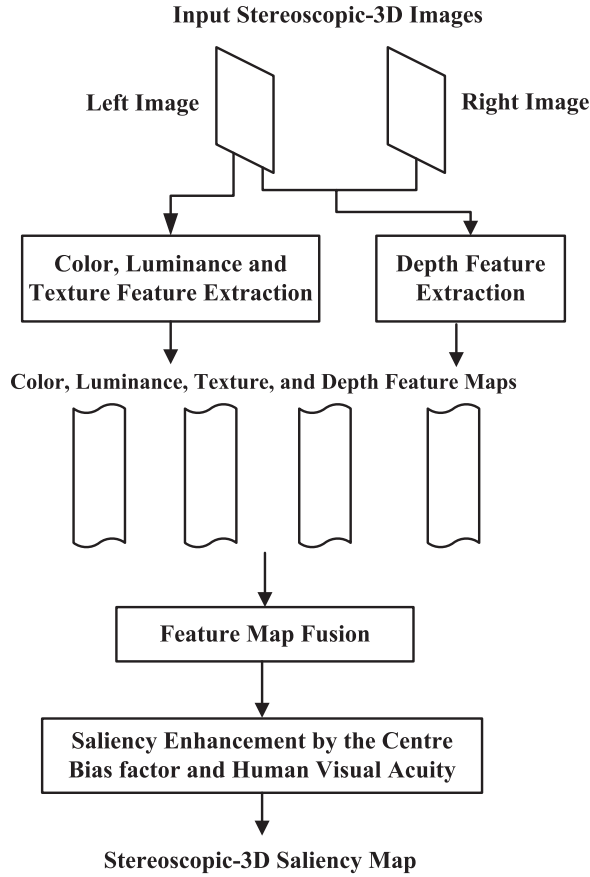 Input Stereoscopic-3D Images
Left Image
Right Image
Color, Luminance and
Texture Feature Extraction
Depth Feature
Extraction
Color, Luminance, Texture, and Depth Feature Maps
Feature Map Fusion
Saliency Enhancement by the Centre
Bias factor and Human Visual Acuity
Stereoscopic-3D Saliency Map